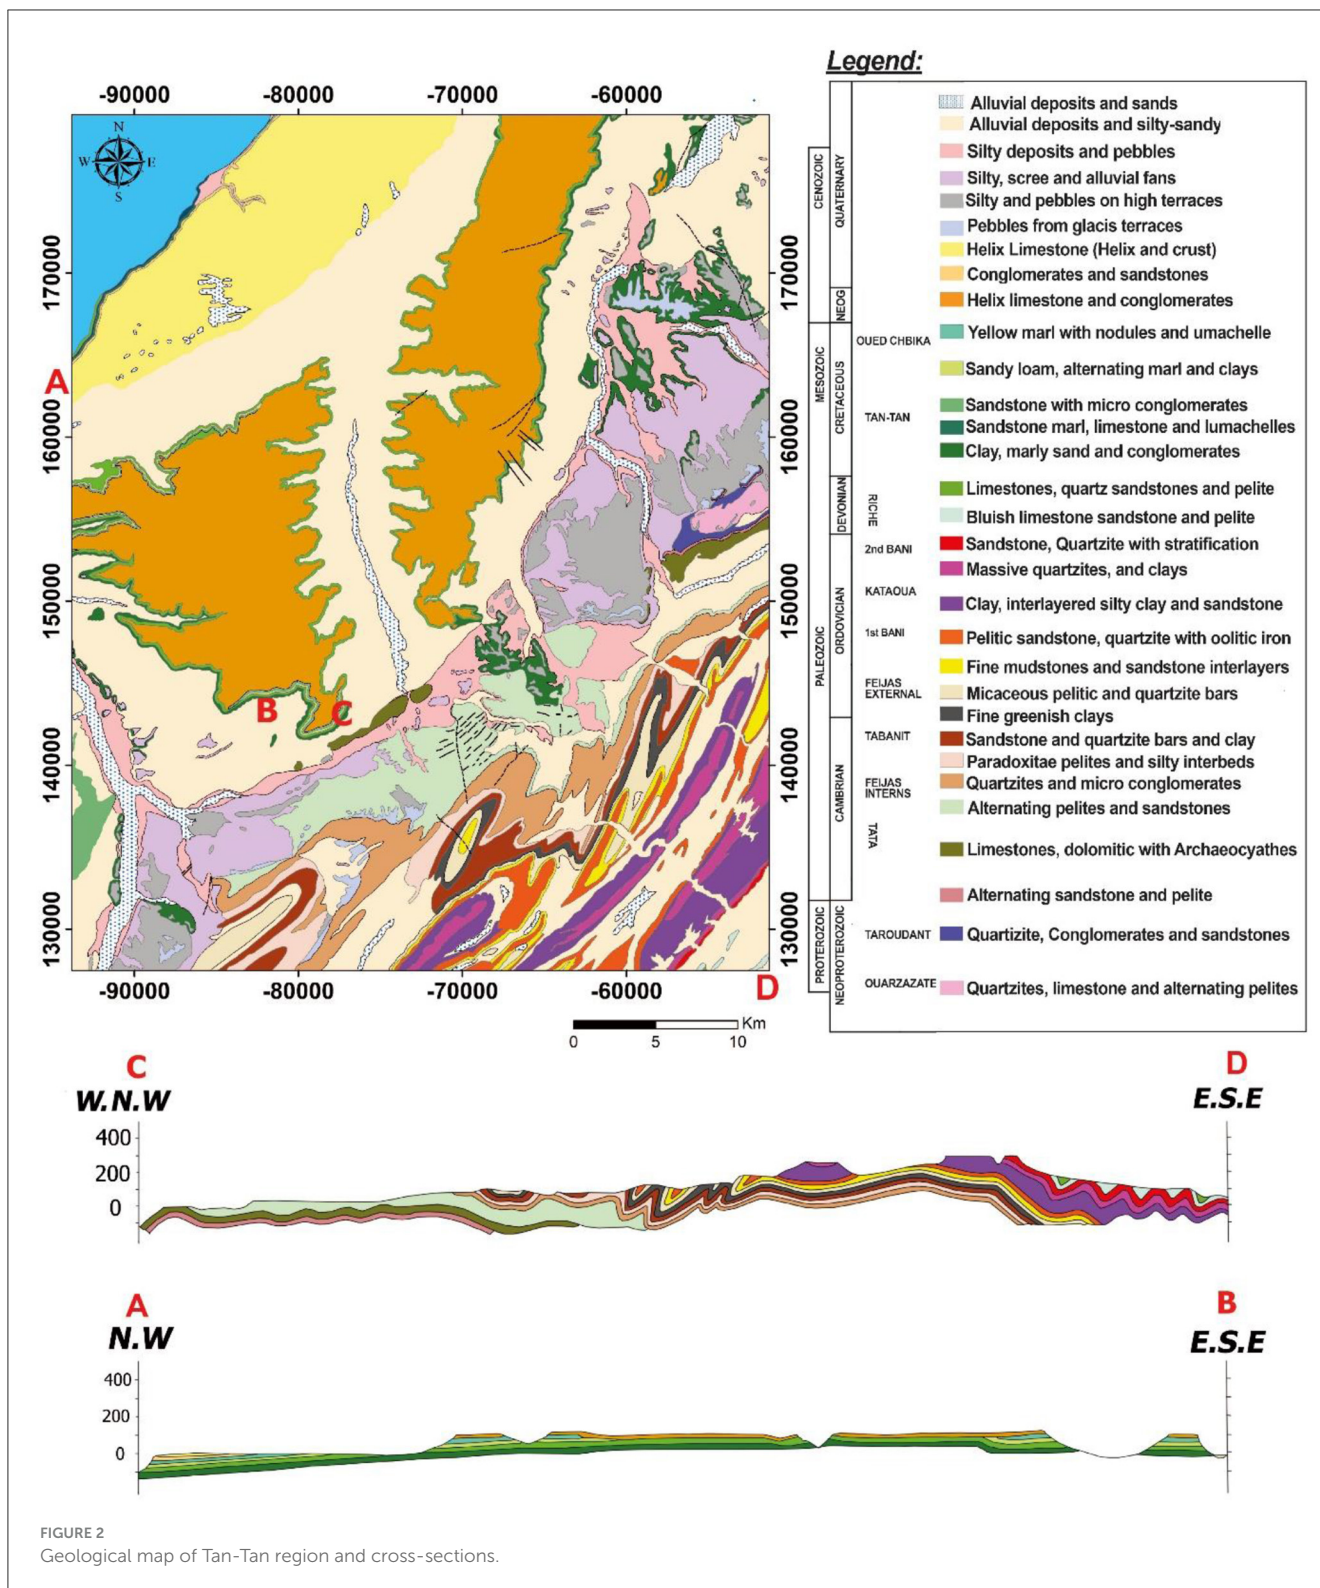 Legend:
-90000 -80000 -70000 -60000
N
W E
S
170000 160000 150000 140000 130000
170000 160000 150000 140000 130000
A
B C
D
-90000 -80000 -70000 -60000
Km
0 5 10
CENOZOIC
QUATERNARY
NEOG
MESOZOIC
CRETACEOUS
DEVONIAN
PALEOZOIC
ORDOVICIAN
CAMBRIAN
PROTEROZOIC
NEOPROTEROZOIC
OUED CHBIKA
TAN-TAN
RICHE
2nd BANI
KATAOUA
1st BANI
FEIJAS
EXTERNAL
TABANIT
FEIJAS
INTERNS
TATA
TAROUDANT
OUARZAZATE
Alluvial deposits and sands
Alluvial deposits and silty-sandy
Silty deposits and pebbles
Silty, scree and alluvial fans
Silty and pebbles on high terraces
Pebbles from glacis terraces
Helix Limestone (Helix and crust)
Conglomerates and sandstones
Helix limestone and conglomerates
Yellow marl with nodules and umachelle
Sandy loam, alternating marl and clays
Sandstone with micro conglomerates
Sandstone marl, limestone and lumachelles
Clay, marly sand and conglomerates
Limestones, quartz sandstones and pelite
Bluish limestone sandstone and pelite
Sandstone, Quartzite with stratification
Massive quartzites, and clays
Clay, interlayered silty clay and sandstone
Pelitic sandstone, quartzite with oolitic iron
Fine mudstones and sandstone interlayers
Micaceous pelitic and quartzite bars
Fine greenish clays
Sandstone and quartzite bars and clay
Paradoxitae pelites and silty interbeds
Quartzites and micro conglomerates
Alternating pelites and sandstones
Limestones, dolomitic with Archaeocyathes
Alternating sandstone and pelite
Quartizite, Conglomerates and sandstones
Quartzites, limestone and alternating pelites
C D
W.N.W E.S.E
400
200
0
A B
N.W E.S.E
400
200
0
FIGURE 2
Geological map of Tan-Tan region and cross-sections.